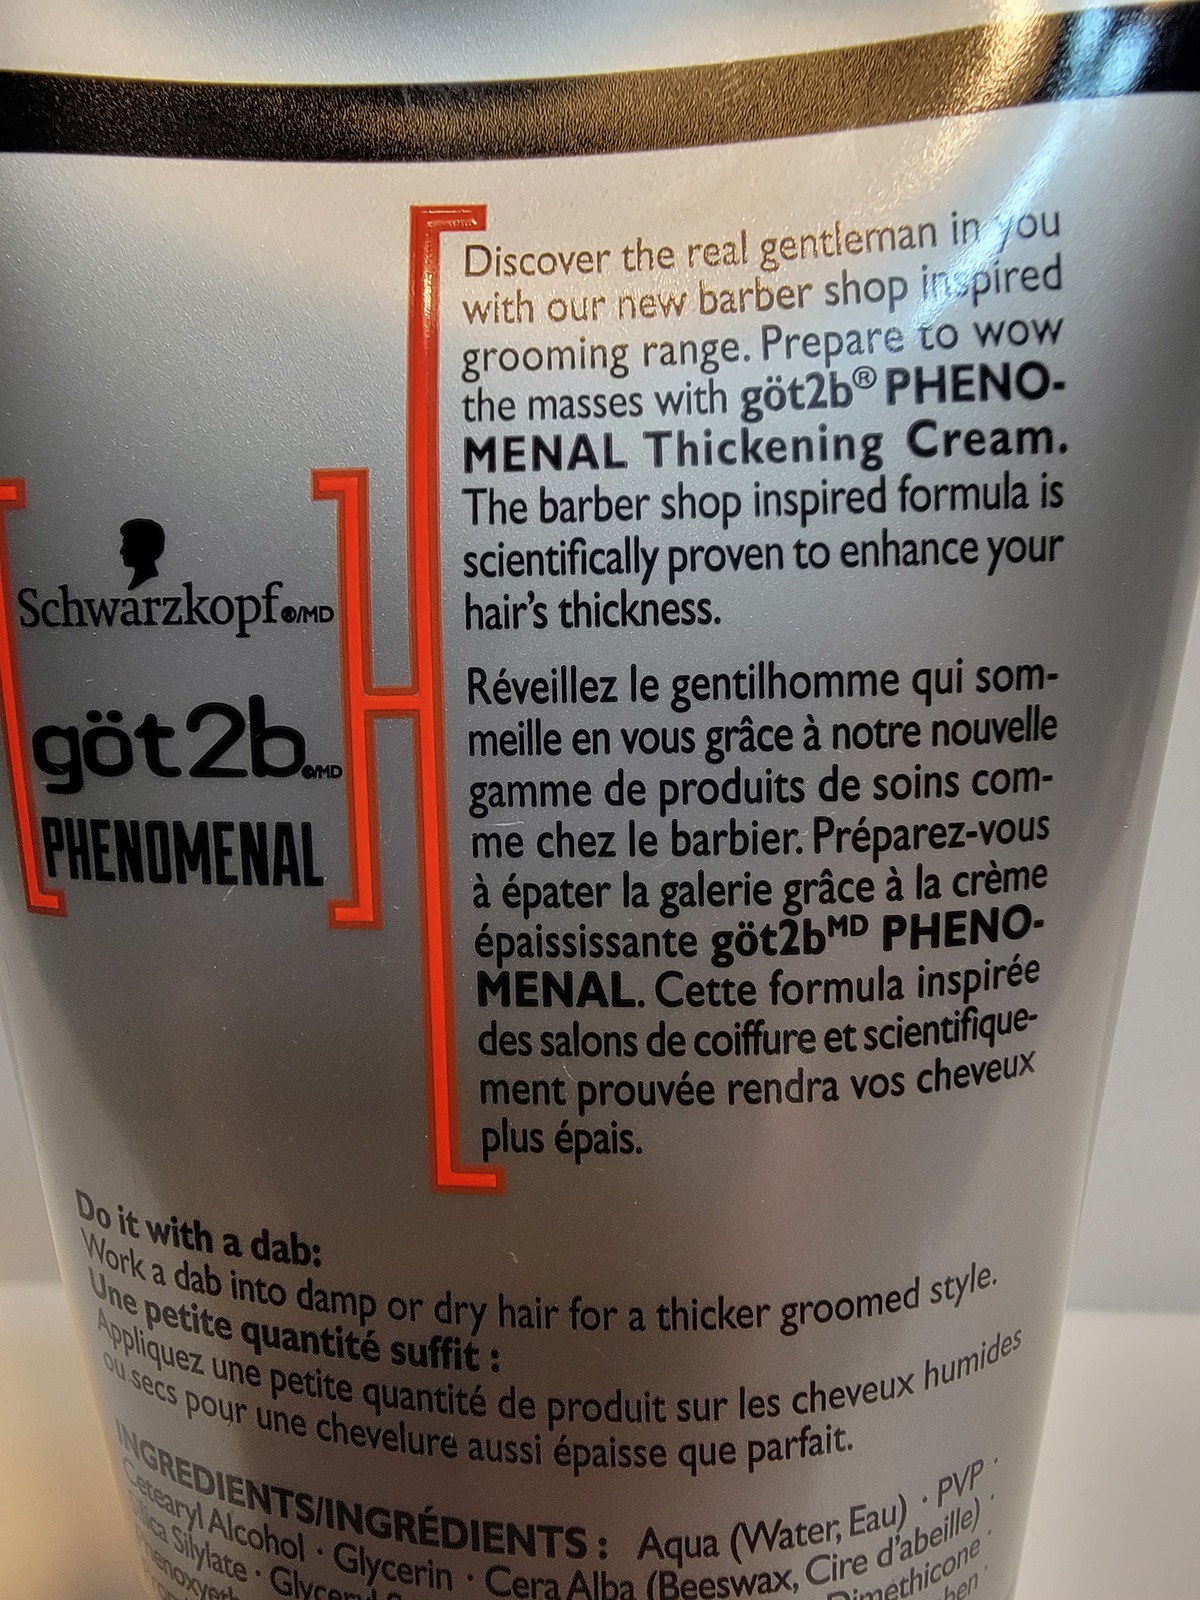 Discover the real gentleman in you
with our new barber shop inspired
grooming range. Prepare to wow
the masses with göt2b® PHENO-
MENAL Thickening Cream.
The barber shop inspired formula is
scientifically proven to enhance your
hair's thickness.
Réveillez le gentilhomme qui som-
meille en vous grâce à notre nouvelle
gamme de produits de soins com-
me chez le barbier. Préparez-vous
à épater la galerie grâce à la crème
épaississante göt2bMD PHENO-
MENAL. Cette formula inspirée
des salons de coiffure et scientifique-
ment prouvée rendra vos cheveux
plus épais.
Schwarzkopf®/MD
göt2b®/MD
PHENOMENAL
Do it with a dab:
Work a dab into damp or dry hair for a thicker groomed style.
Une petite quantité suffit :
Appliquez une petite quantité de produit sur les cheveux humides
ou secs pour une chevelure aussi épaisse que parfait.
INGREDIENTS/INGRÉDIENTS : Aqua (Water, Eau) · PVP ·
Cetearyl Alcohol · Glycerin · Cera Alba (Beeswax, Cire d'abeille) ·
Silica Silylate · Dimethicone ·